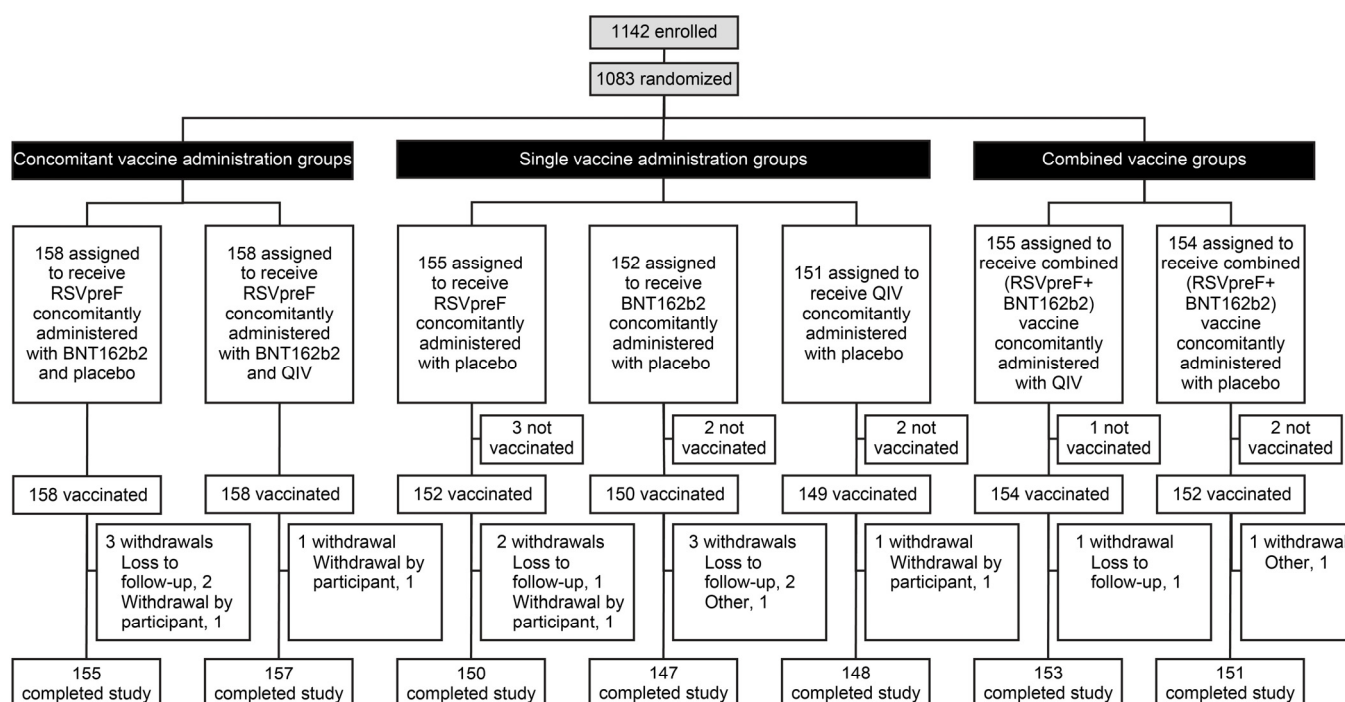 1142 enrolled
1083 randomized
Concomitant vaccine administration groups
Single vaccine administration groups
Combined vaccine groups
158 assigned
to receive
RSVpreF
concomitantly
administered
with BNT162b2
and placebo
158 assigned
to receive
RSVpreF
concomitantly
administered
with BNT162b2
and QIV
155 assigned
to receive
RSVpreF
concomitantly
administered
with placebo
152 assigned
to receive
BNT162b2
concomitantly
administered
with placebo
151 assigned to
receive QIV
concomitantly
administered
with placebo
155 assigned to
receive combined
(RSVpreF+
BNT162b2)
vaccine
concomitantly
administered
with QIV
154 assigned to
receive combined
(RSVpreF+
BNT162b2)
vaccine
concomitantly
administered
with placebo
3 not
vaccinated
2 not
vaccinated
2 not
vaccinated
1 not
vaccinated
2 not
vaccinated
158 vaccinated
158 vaccinated
152 vaccinated
150 vaccinated
149 vaccinated
154 vaccinated
152 vaccinated
3 withdrawals
Loss to
follow-up, 2
Withdrawal by
participant, 1
1 withdrawal
Withdrawal by
participant, 1
2 withdrawals
Loss to
follow-up, 1
Withdrawal by
participant, 1
3 withdrawals
Loss to
follow-up, 2
Other, 1
1 withdrawal
Withdrawal by
participant, 1
1 withdrawal
Loss to
follow-up, 1
1 withdrawal
Other, 1
155
completed study
157
completed study
150
completed study
147
completed study
148
completed study
153
completed study
151
completed study